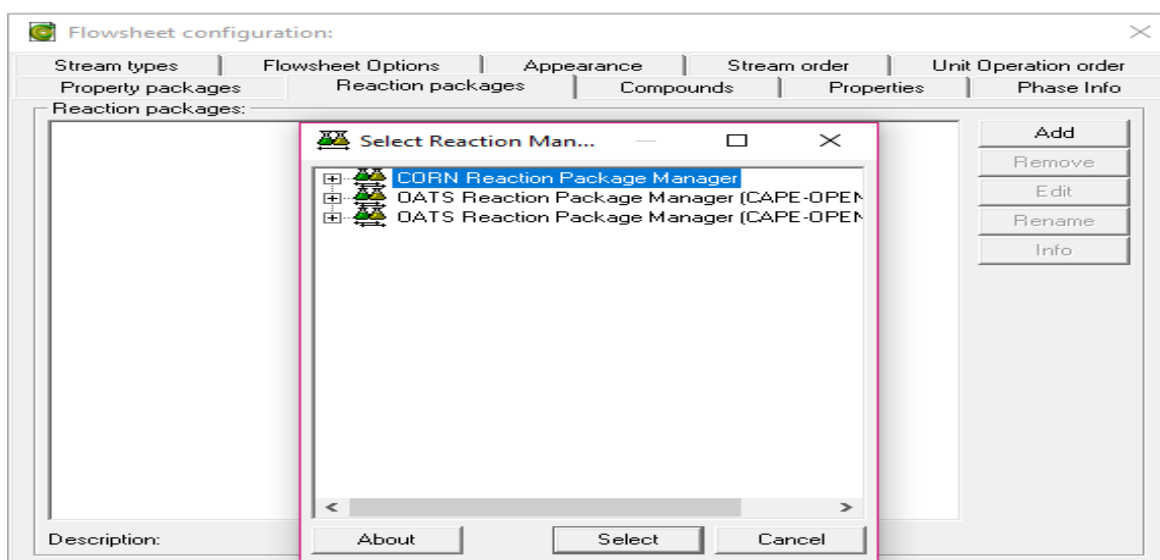 Flowsheet configuration:
Stream types Flowsheet Options Appearance Stream order Unit Operation order
Property packages Reaction packages Compounds Properties Phase Info
Reaction packages:
Add
Remove
Edit
Rename
Info
Select Reaction Man...
CORN Reaction Package Manager
OATS Reaction Package Manager (CAPE-OPEN
OATS Reaction Package Manager (CAPE-OPEN
About Select Cancel
Description: